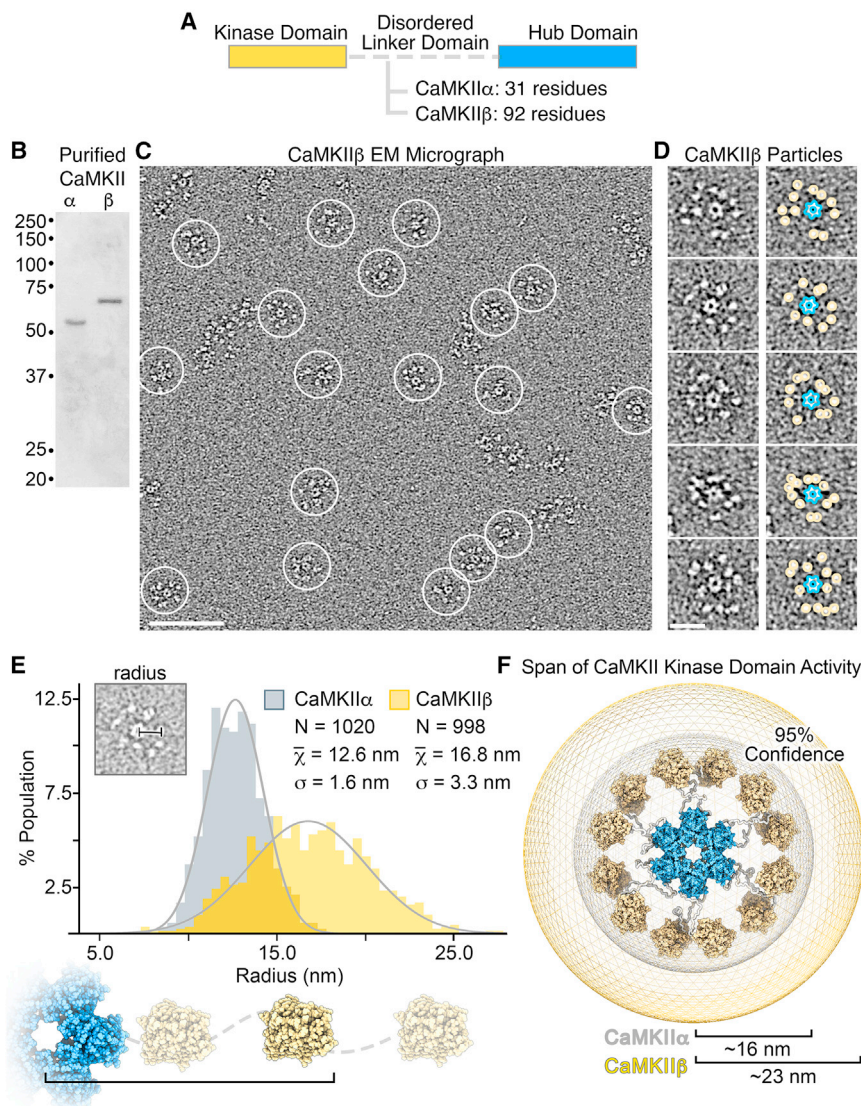 A
Kinase Domain
Disordered
Linker Domain
Hub Domain
CaMKIIα: 31 residues
CaMKIIβ: 92 residues
B
Purified
CaMKII
α β
250
150
100
75
50
37
25
20
C
CaMKIIβ EM Micrograph
D
CaMKIIβ Particles
E
radius
12.5
10
7.5
5
2.5
% Population
CaMKIIα
N = 1020
χ̅ = 12.6 nm
σ = 1.6 nm
CaMKIIβ
N = 998
χ̅ = 16.8 nm
σ = 3.3 nm
5.0 15.0 25.0
Radius (nm)
F
Span of CaMKII Kinase Domain Activity
95%
Confidence
CaMKIIα
~16 nm
CaMKIIβ
~23 nm